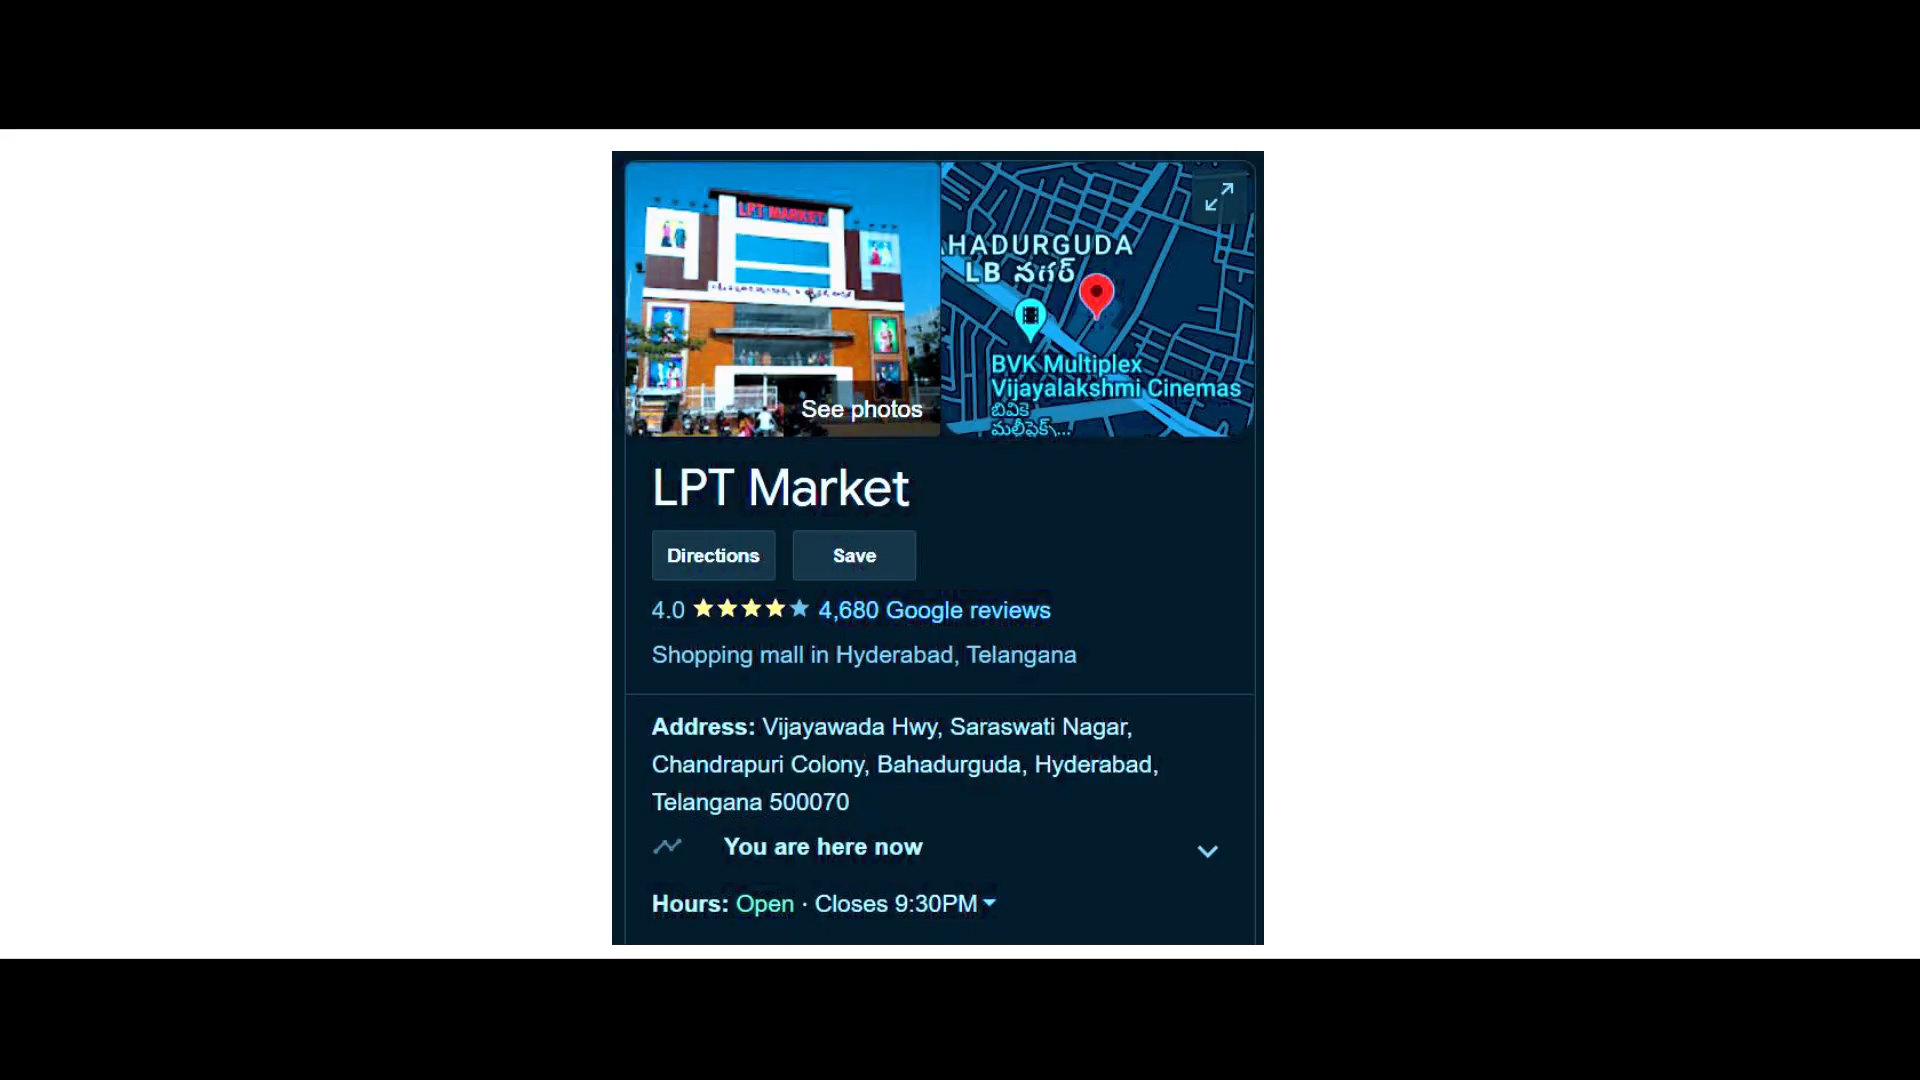 LPT MARKET
See photos
HADURGUDA
LB నగర్
BVK Multiplex
Vijayalakshmi Cinemas
బివికె
మల్టీప్లెక్స్...
LPT Market
Directions
Save
4.0
4,680 Google reviews
Shopping mall in Hyderabad, Telangana
Address: Vijayawada Hwy, Saraswati Nagar,
Chandrapuri Colony, Bahadurguda, Hyderabad,
Telangana 500070
You are here now
Hours: Open · Closes 9:30PM